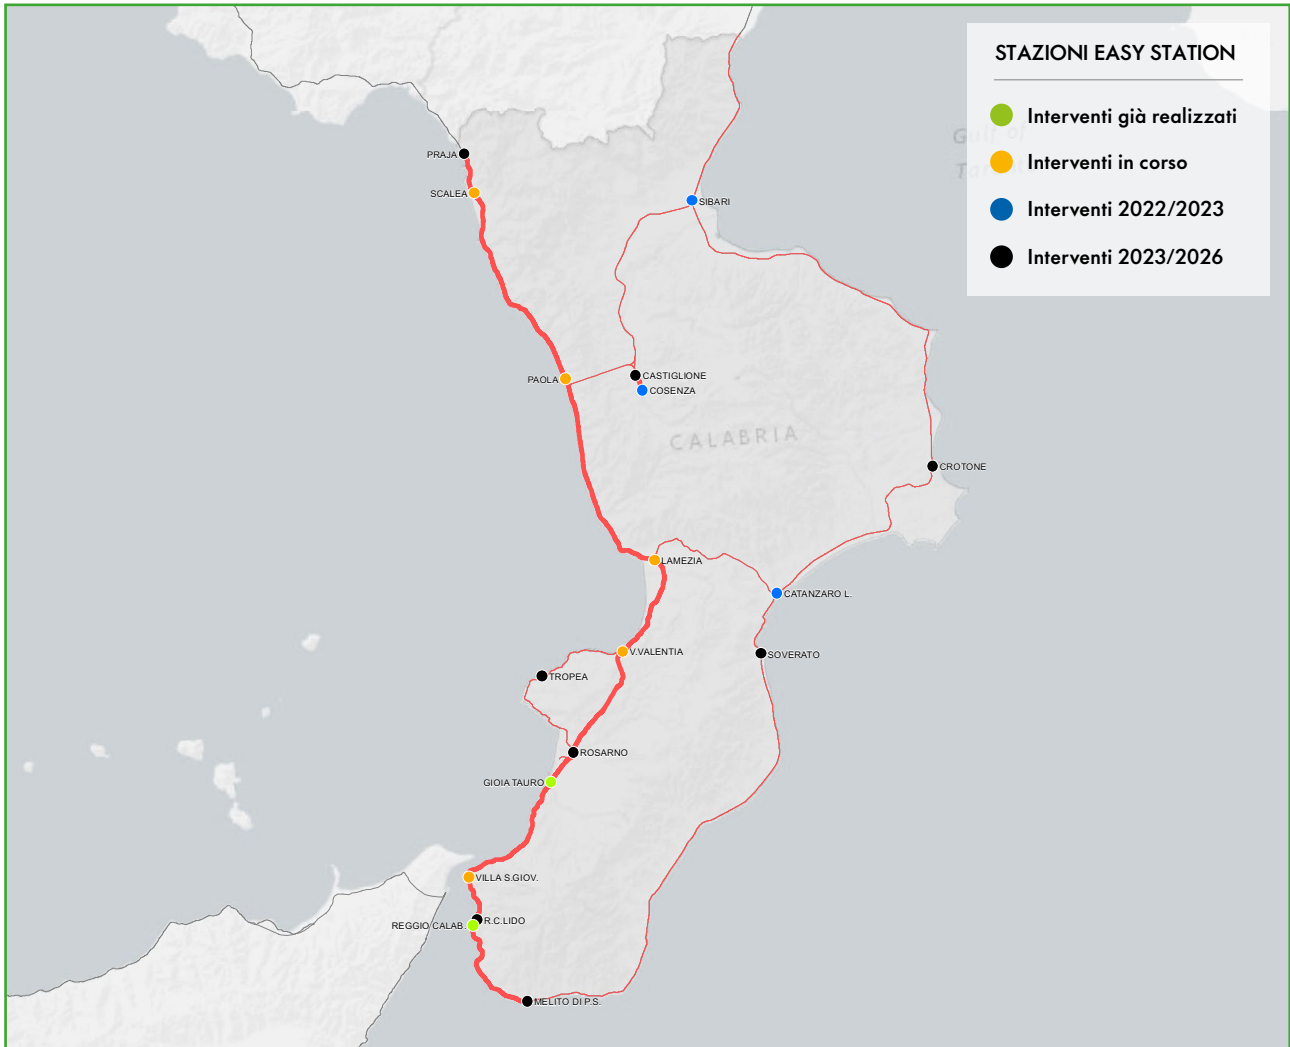 STAZIONI EASY STATION
Interventi già realizzati
Interventi in corso
Interventi 2022/2023
Interventi 2023/2026
Gulf of
PRAJA
SCALEA
SIBARI
PAOLA
CASTIGLIONE
COSENZA
CALABRIA
CROTONE
LAMEZIA
CATANZARO L.
V.VALENTIA
SOVERATO
TROPEA
ROSARNO
GIOIA TAURO
VILLA S.GIOV.
R.C.LIDO
REGGIO CALAB.
MELITO DI P.S.